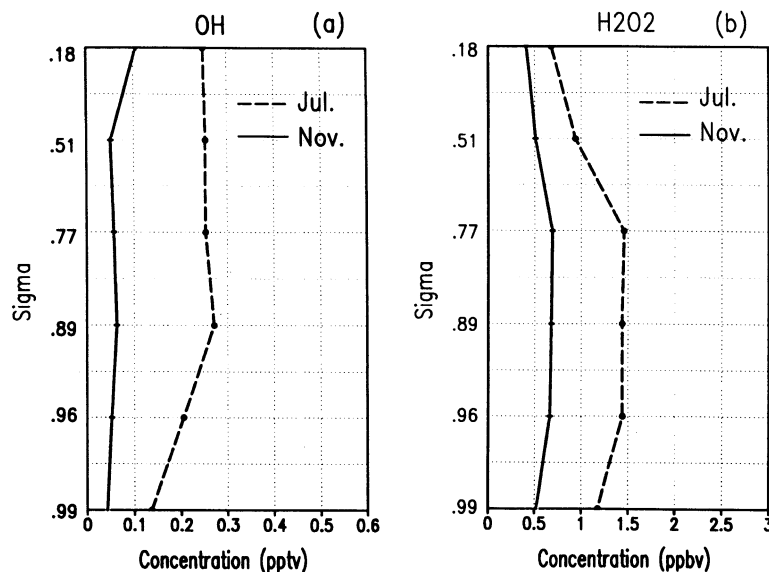 OH (a)
.18
.51
.77
.89
.96
.99
Sigma
Jul.
Nov.
0 0.1 0.2 0.3 0.4 0.5 0.6
Concentration (pptv)
H2O2 (b)
.18
.51
.77
.89
.96
.99
Sigma
Jul.
Nov.
0 0.5 1 1.5 2 2.5 3
Concentration (ppbv)